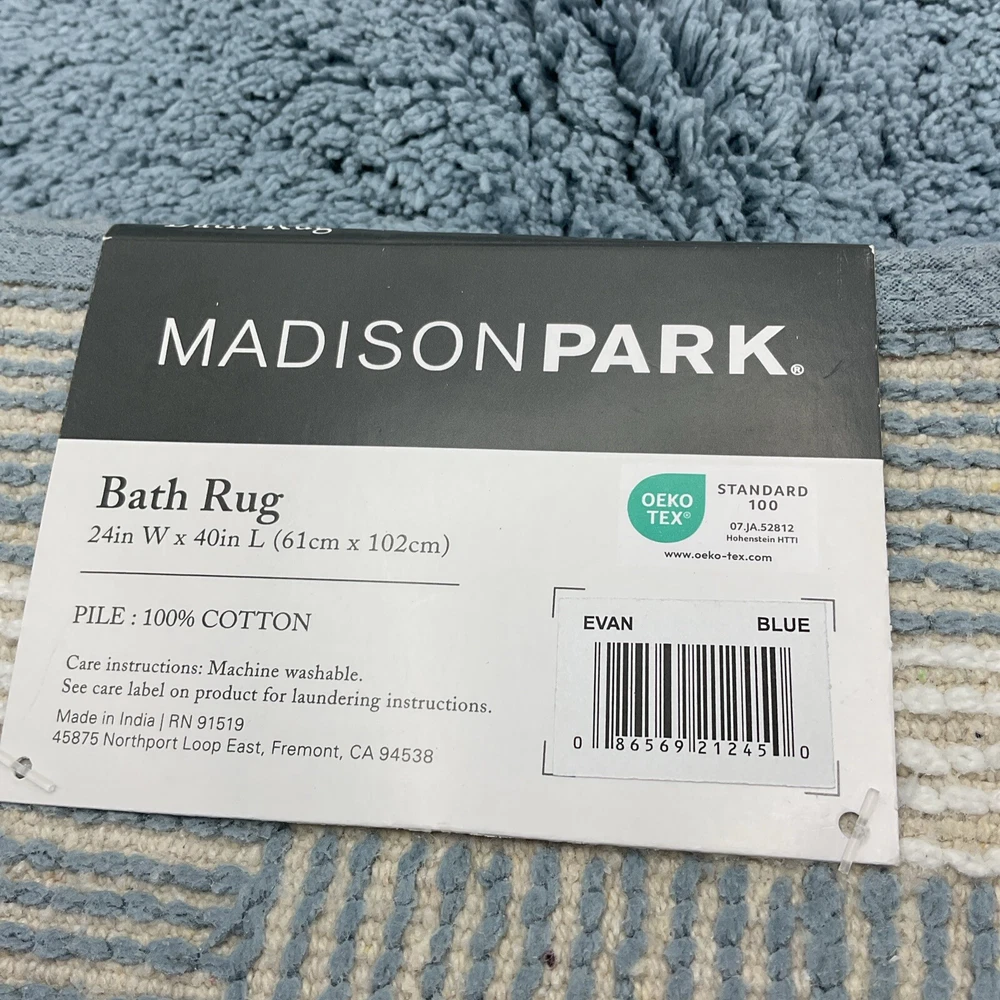 Bath Rug
MADISONPARK®
Bath Rug
24in W x 40in L (61cm x 102cm)
PILE : 100% COTTON
Care instructions: Machine washable.
See care label on product for laundering instructions.
Made in India | RN 91519
45875 Northport Loop East, Fremont, CA 94538
OEKO
TEX®
STANDARD
100
07.JA.52812
Hohenstein HTTI
www.oeko-tex.com
EVAN BLUE
0 86569 21245 0